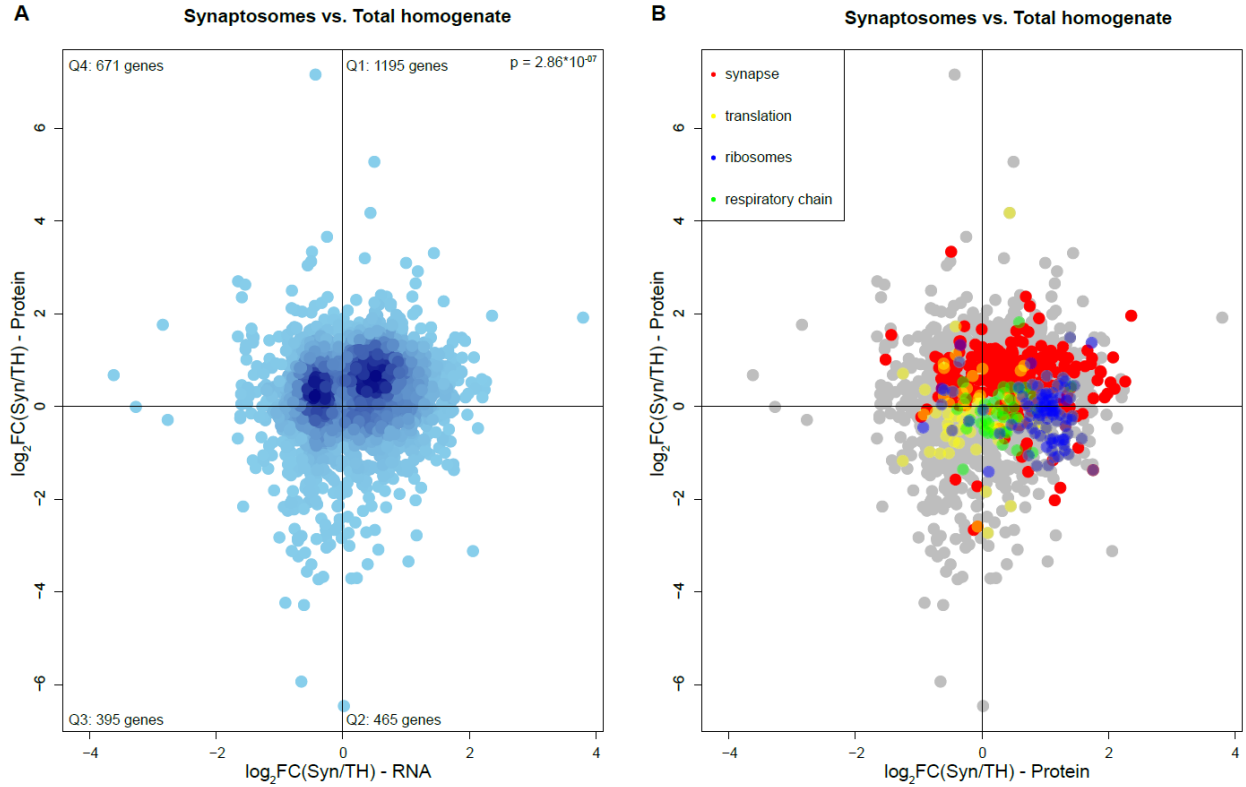 A
Synaptosomes vs. Total homogenate
Q4: 671 genes
Q1: 1195 genes
p = 2.86*10-07
Q3: 395 genes
Q2: 465 genes
6
4
2
0
−2
−4
−6
log2FC(Syn/TH) - Protein
−4
−2
0
2
4
log2FC(Syn/TH) - RNA
B
Synaptosomes vs. Total homogenate
synapse
translation
ribosomes
respiratory chain
6
4
2
0
−2
−4
−6
log2FC(Syn/TH) - Protein
−4
−2
0
2
4
log2FC(Syn/TH) - Protein